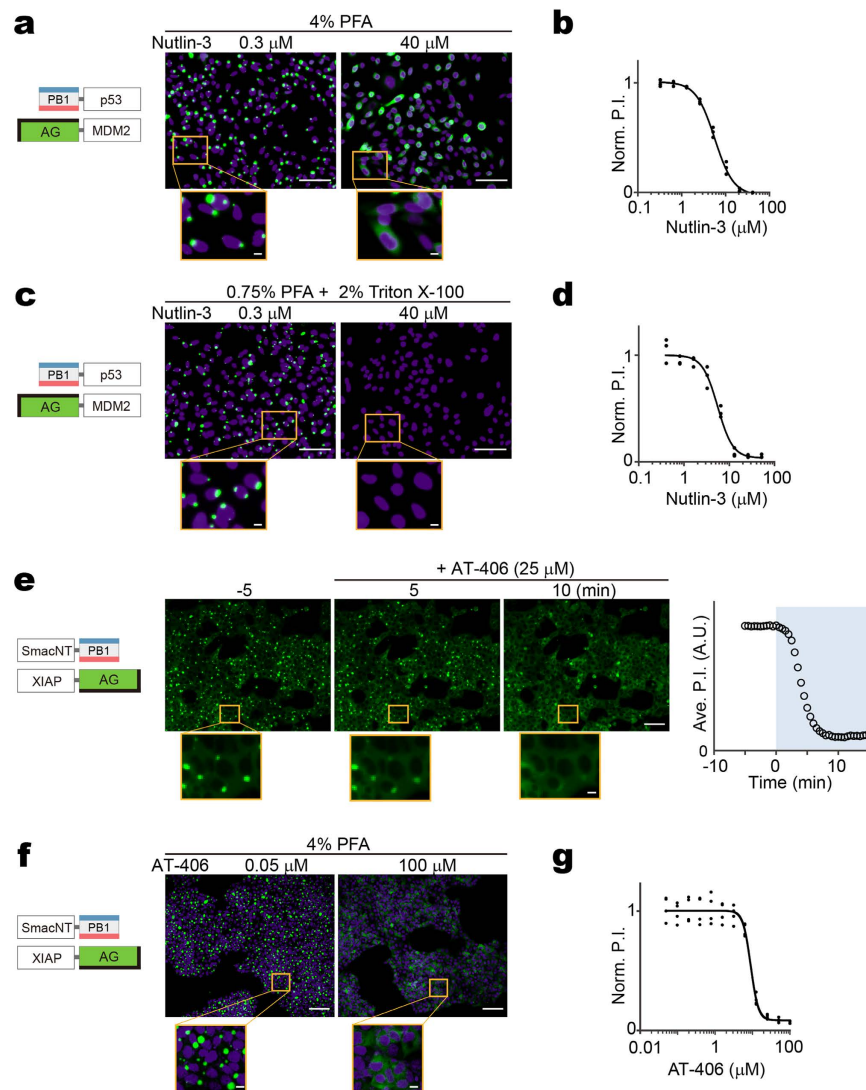 a
4% PFA
Nutlin-3 0.3 μM 40 μM
PB1 p53
AG MDM2
b
Norm. P.I.
1
0
0.1 1 10 100
Nutlin-3 (μM)
c
0.75% PFA + 2% Triton X-100
Nutlin-3 0.3 μM 40 μM
PB1 p53
AG MDM2
d
Norm. P.I.
1
0
0.1 1 10 100
Nutlin-3 (μM)
e
+ AT-406 (25 μM)
-5 5 10 (min)
SmacNT PB1
XIAP AG
Ave. P.I. (A.U.)
0
-10 0 10
Time (min)
f
4% PFA
AT-406 0.05 μM 100 μM
SmacNT PB1
XIAP AG
g
Norm. P.I.
1
0
0.01 1 100
AT-406 (μM)